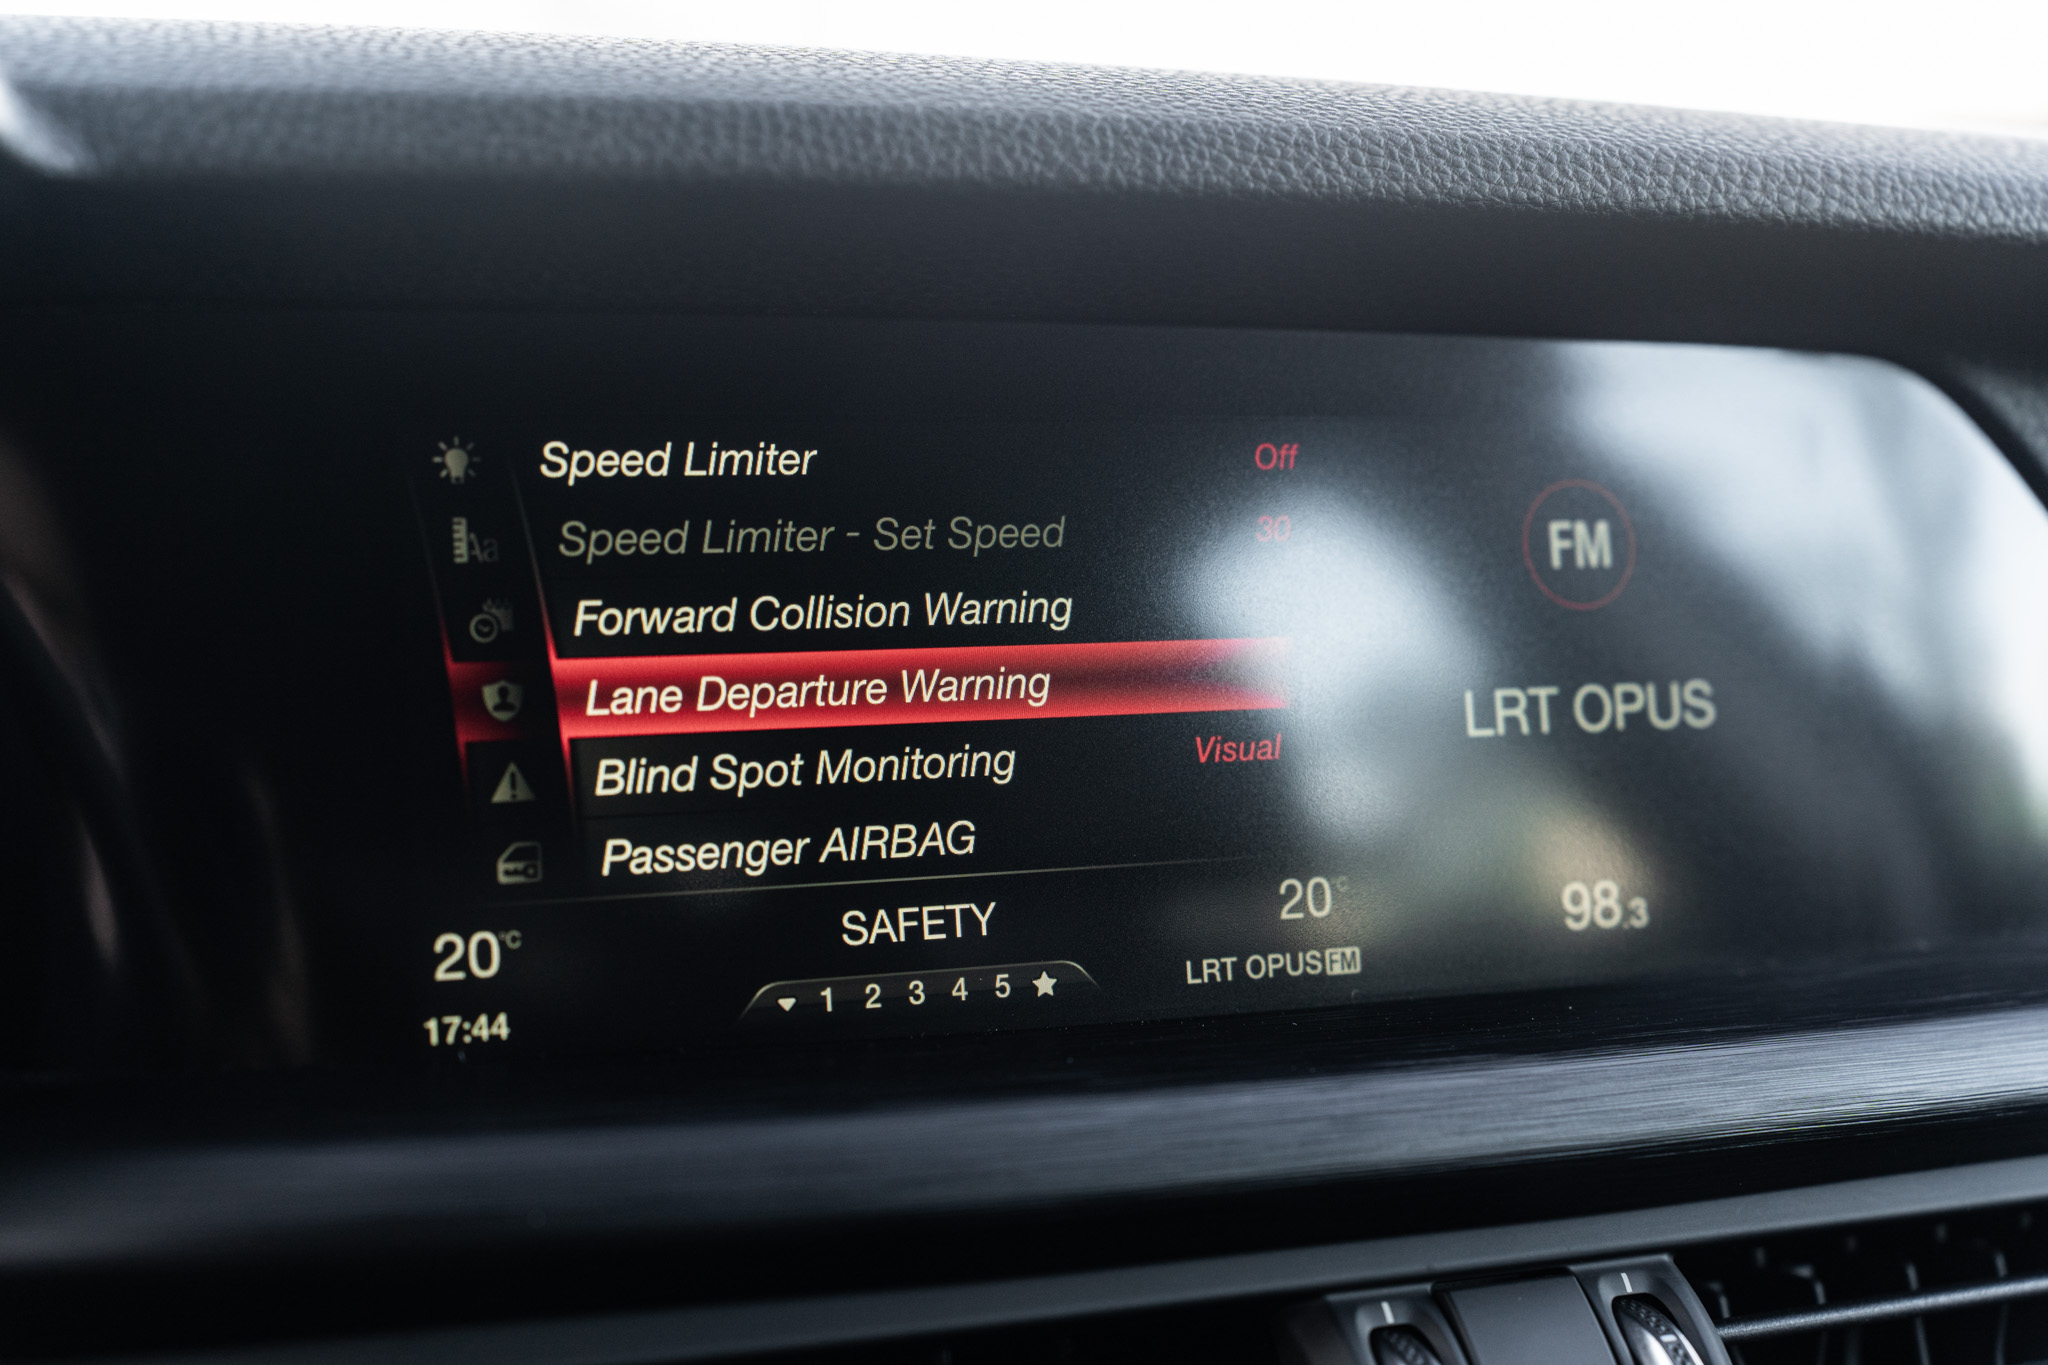 Speed Limiter Off
Speed Limiter - Set Speed 30
Forward Collision Warning
Lane Departure Warning
Blind Spot Monitoring Visual
Passenger AIRBAG
Aa
FM
LRT OPUS
98.3
20°C
SAFETY
20°C
17:44
1 2 3 4 5
LRT OPUS FM